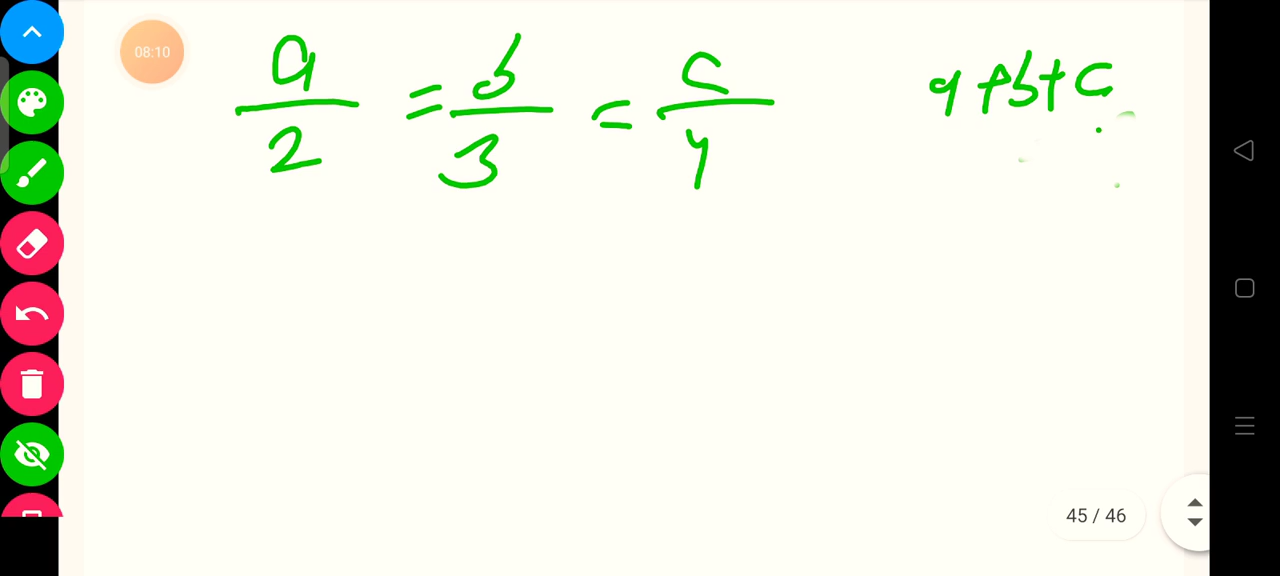 08:10
a/2 = b/3 = c/4 a+b+c
45 / 46